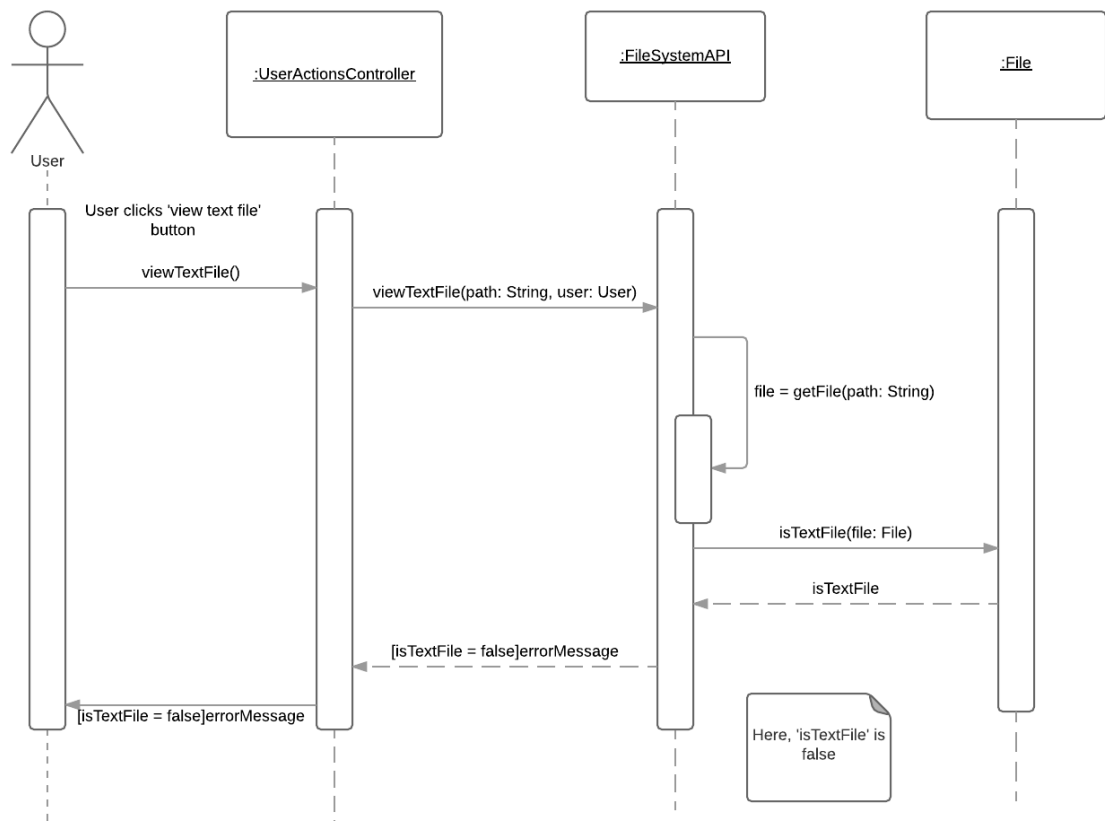 :UserActionsController
:FileSystemAPI
:File
User
User clicks 'view text file'
button
viewTextFile()
viewTextFile(path: String, user: User)
file = getFile(path: String)
isTextFile(file: File)
isTextFile
[isTextFile = false]errorMessage
[isTextFile = false]errorMessage
Here, 'isTextFile' is
false